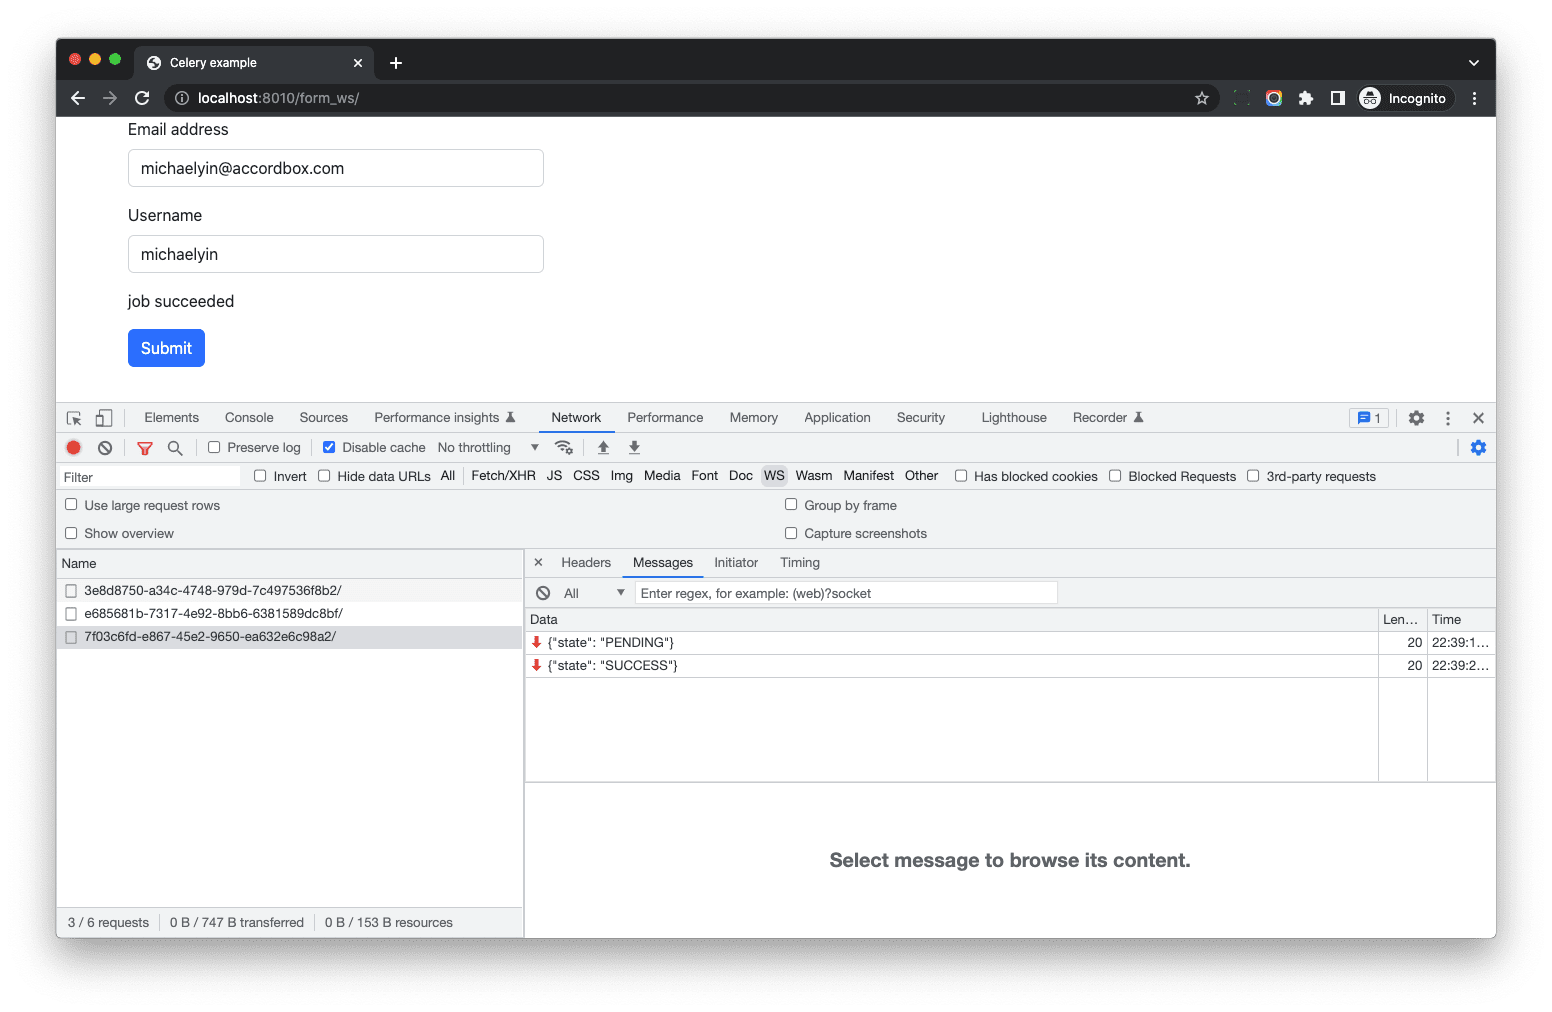 Celery example
localhost:8010/form_ws/
Incognito
Email address
michaelyin@accordbox.com
Username
michaelyin
job succeeded
Submit
Elements Console Sources Performance insights Network Performance Memory Application Security Lighthouse Recorder 1
Preserve log Disable cache No throttling
Filter Invert Hide data URLs All Fetch/XHR JS CSS Img Media Font Doc WS Wasm Manifest Other Has blocked cookies Blocked Requests 3rd-party requests
Use large request rows Group by frame
Show overview Capture screenshots
Name
3e8d8750-a34c-4748-979d-7c497536f8b2/
e685681b-7317-4e92-8bb6-6381589dc8bf/
7f03c6fd-e867-45e2-9650-ea632e6c98a2/
Headers Messages Initiator Timing
All Enter regex, for example: (web)?socket
Data Len... Time
{"state": "PENDING"} 20 22:39:1...
{"state": "SUCCESS"} 20 22:39:2...
Select message to browse its content.
3 / 6 requests 0 B / 747 B transferred 0 B / 153 B resources